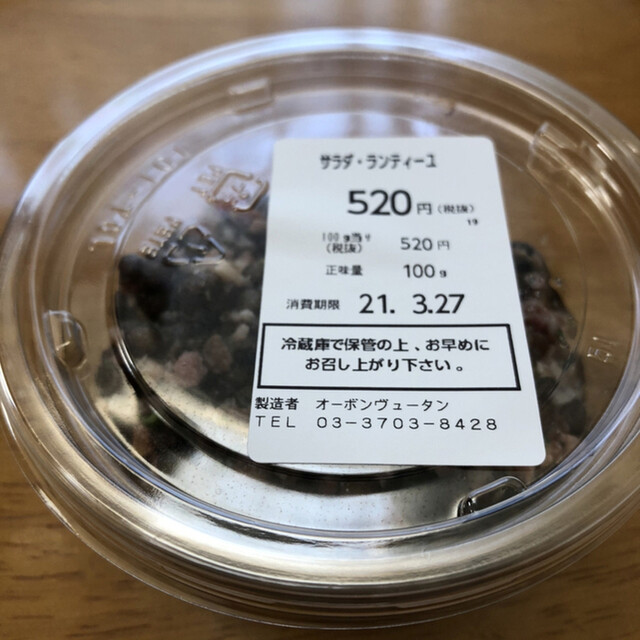 サラダ・ランティーユ
520円(税抜)
100g当り
(税抜) 520円
正味量 100g
消費期限 21. 3.27
冷蔵庫で保管の上、お早めに
お召し上がり下さい。
製造者 オーボンヴュータン
TEL 03-3703-8428